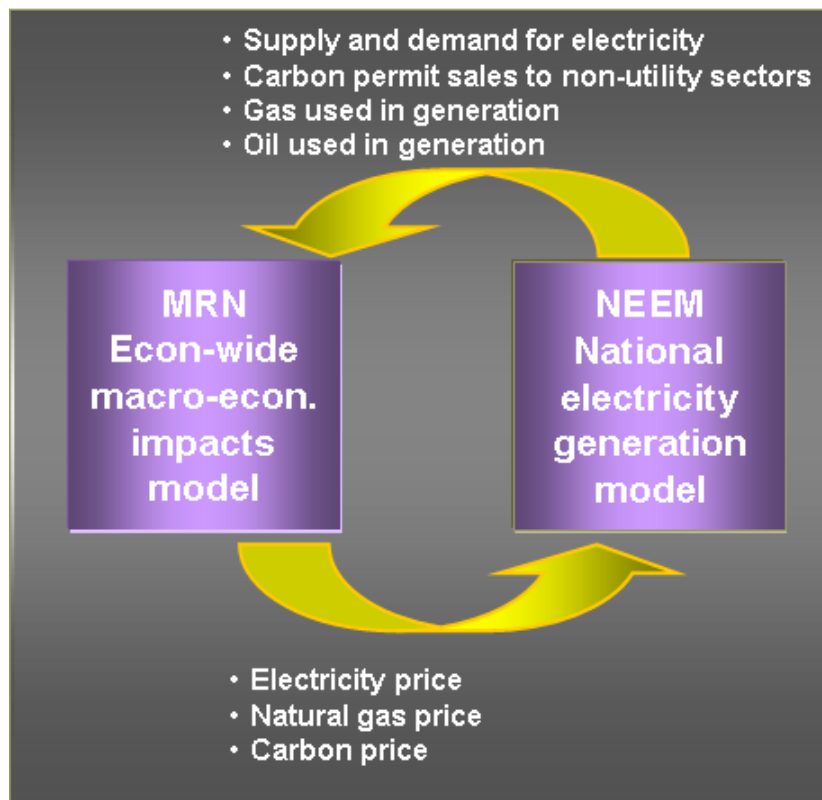 • Supply and demand for electricity
• Carbon permit sales to non-utility sectors
• Gas used in generation
• Oil used in generation
MRN
Econ-wide
macro-econ.
impacts
model
NEEM
National
electricity
generation
model
• Electricity price
• Natural gas price
• Carbon price